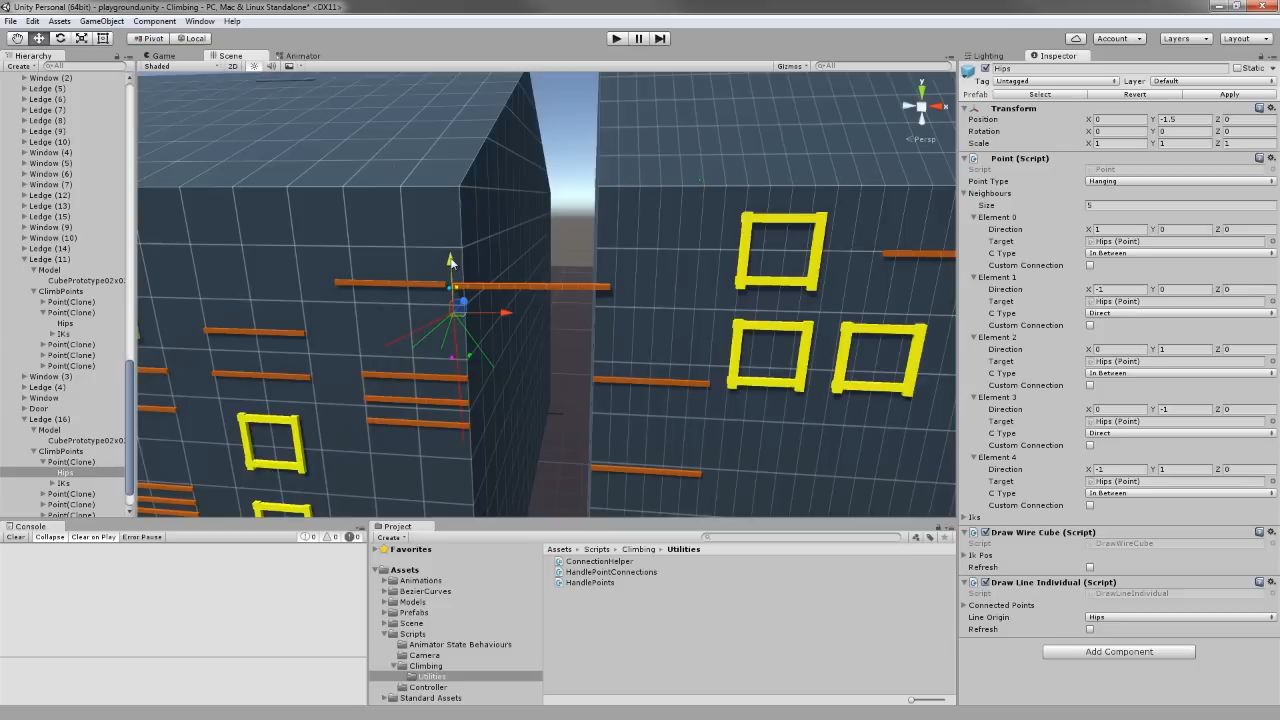 Unity Personal (64bit) - playground.unity - Climbing - PC, Mac & Linux Standalone* <DX11>
File Edit Assets GameObject Component Window Help
Pivot Local Account Layers Layout
Hierarchy Game Scene Animator Lighting Inspector
Create All Shaded 2D Gizmos All
Window (2)
Ledge (5)
Ledge (6)
Ledge (7)
Ledge (8)
Ledge (9)
Ledge (10)
Window (4)
Window (5)
Window (6)
Window (7)
Ledge (12)
Ledge (13)
Ledge (15)
Window (9)
Window (10)
Ledge (14)
Ledge (11)
Model
CubePrototype02x0
ClimbPoints
Point(Clone)
Point(Clone)
Hips
IKs
Point(Clone)
Point(Clone)
Point(Clone)
Window (3)
Ledge (4)
Window
Door
Ledge (16)
Model
CubePrototype02x0
ClimbPoints
Point(Clone)
Hips
IKs
Point(Clone)
Point(Clone)
Point(Clone)
y
x
Persp
Hips Static
Tag Untagged Layer Default
Prefab Select Revert Apply
Transform
Position X 0 Y -1.5 Z 0
Rotation X 0 Y 0 Z 0
Scale X 1 Y 1 Z 1
Point (Script)
Script Point
Point Type Hanging
Neighbours
Size 5
Element 0
Direction X 1 Y 0 Z 0
Target Hips (Point)
C Type In Between
Custom Connection
Element 1
Direction X -1 Y 0 Z 0
Target Hips (Point)
C Type Direct
Custom Connection
Element 2
Direction X 0 Y 1 Z 0
Target Hips (Point)
C Type In Between
Custom Connection
Element 3
Direction X 0 Y -1 Z 0
Target Hips (Point)
C Type Direct
Custom Connection
Element 4
Direction X -1 Y 1 Z 0
Target Hips (Point)
C Type In Between
Custom Connection
Iks
Draw Wire Cube (Script)
Script DrawWireCube
Ik Pos
Refresh
Draw Line Individual (Script)
Script DrawLineIndividual
Connected Points
Line Origin Hips
Refresh
Add Component
Console
Clear Collapse Clear on Play Error Pause 0 0 0
Project
Create
Favorites
Assets
Animations
BezierCurves
Models
Prefabs
Scene
Scripts
Animator State Behaviours
Camera
Climbing
Utilities
Controller
Standard Assets
Assets Scripts Climbing Utilities
ConnectionHelper
HandlePointConnections
HandlePoints